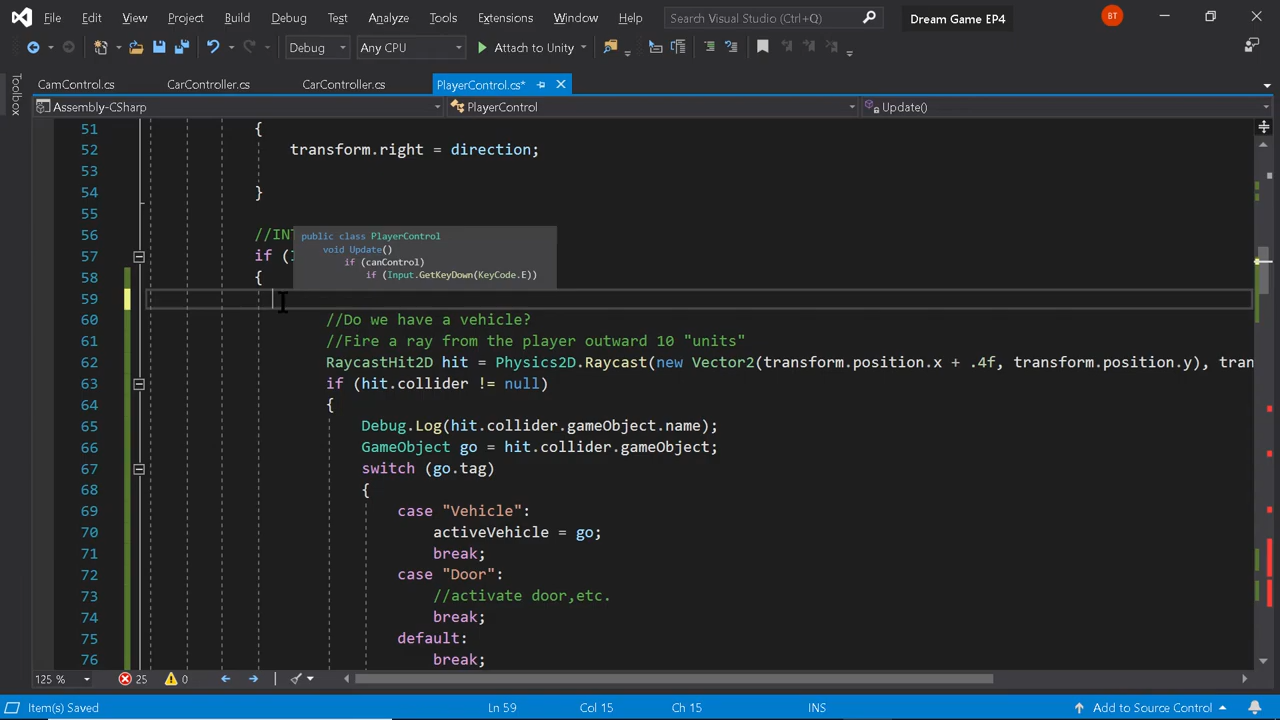 File Edit View Project Build Debug Test Analyze Tools Extensions Window Help Search Visual Studio (Ctrl+Q) Dream Game EP4 BT
Debug Any CPU Attach to Unity
CamControl.cs CarController.cs CarController.cs PlayerControl.cs*
Toolbox
Assembly-CSharp PlayerControl Update()
51 {
52 transform.right = direction;
53
54 }
55
56 //INT
57 if (I
public class PlayerControl
void Update()
if (canControl)
if (Input.GetKeyDown(KeyCode.E))
58 {
59
60 //Do we have a vehicle?
61 //Fire a ray from the player outward 10 "units"
62 RaycastHit2D hit = Physics2D.Raycast(new Vector2(transform.position.x + .4f, transform.position.y), tran
63 if (hit.collider != null)
64 {
65 Debug.Log(hit.collider.gameObject.name);
66 GameObject go = hit.collider.gameObject;
67 switch (go.tag)
68 {
69 case "Vehicle":
70 activeVehicle = go;
71 break;
72 case "Door":
73 //activate door,etc.
74 break;
75 default:
76 break;
125 % 25 0
Item(s) Saved Ln 59 Col 15 Ch 15 INS Add to Source Control